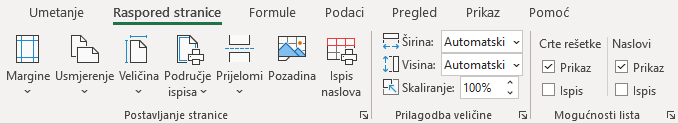 Umetanje Raspored stranice Formule Podaci Pregled Prikaz Pomoć
Margine Usmjerenje Veličina Područje ispisa Prijelomi Pozadina Ispis naslova
Postavljanje stranice
Širina: Automatski
Visina: Automatski
Skaliranje: 100%
Prilagodba veličine
Crte rešetke Naslovi
Prikaz Prikaz
Ispis Ispis
Mogućnosti lista